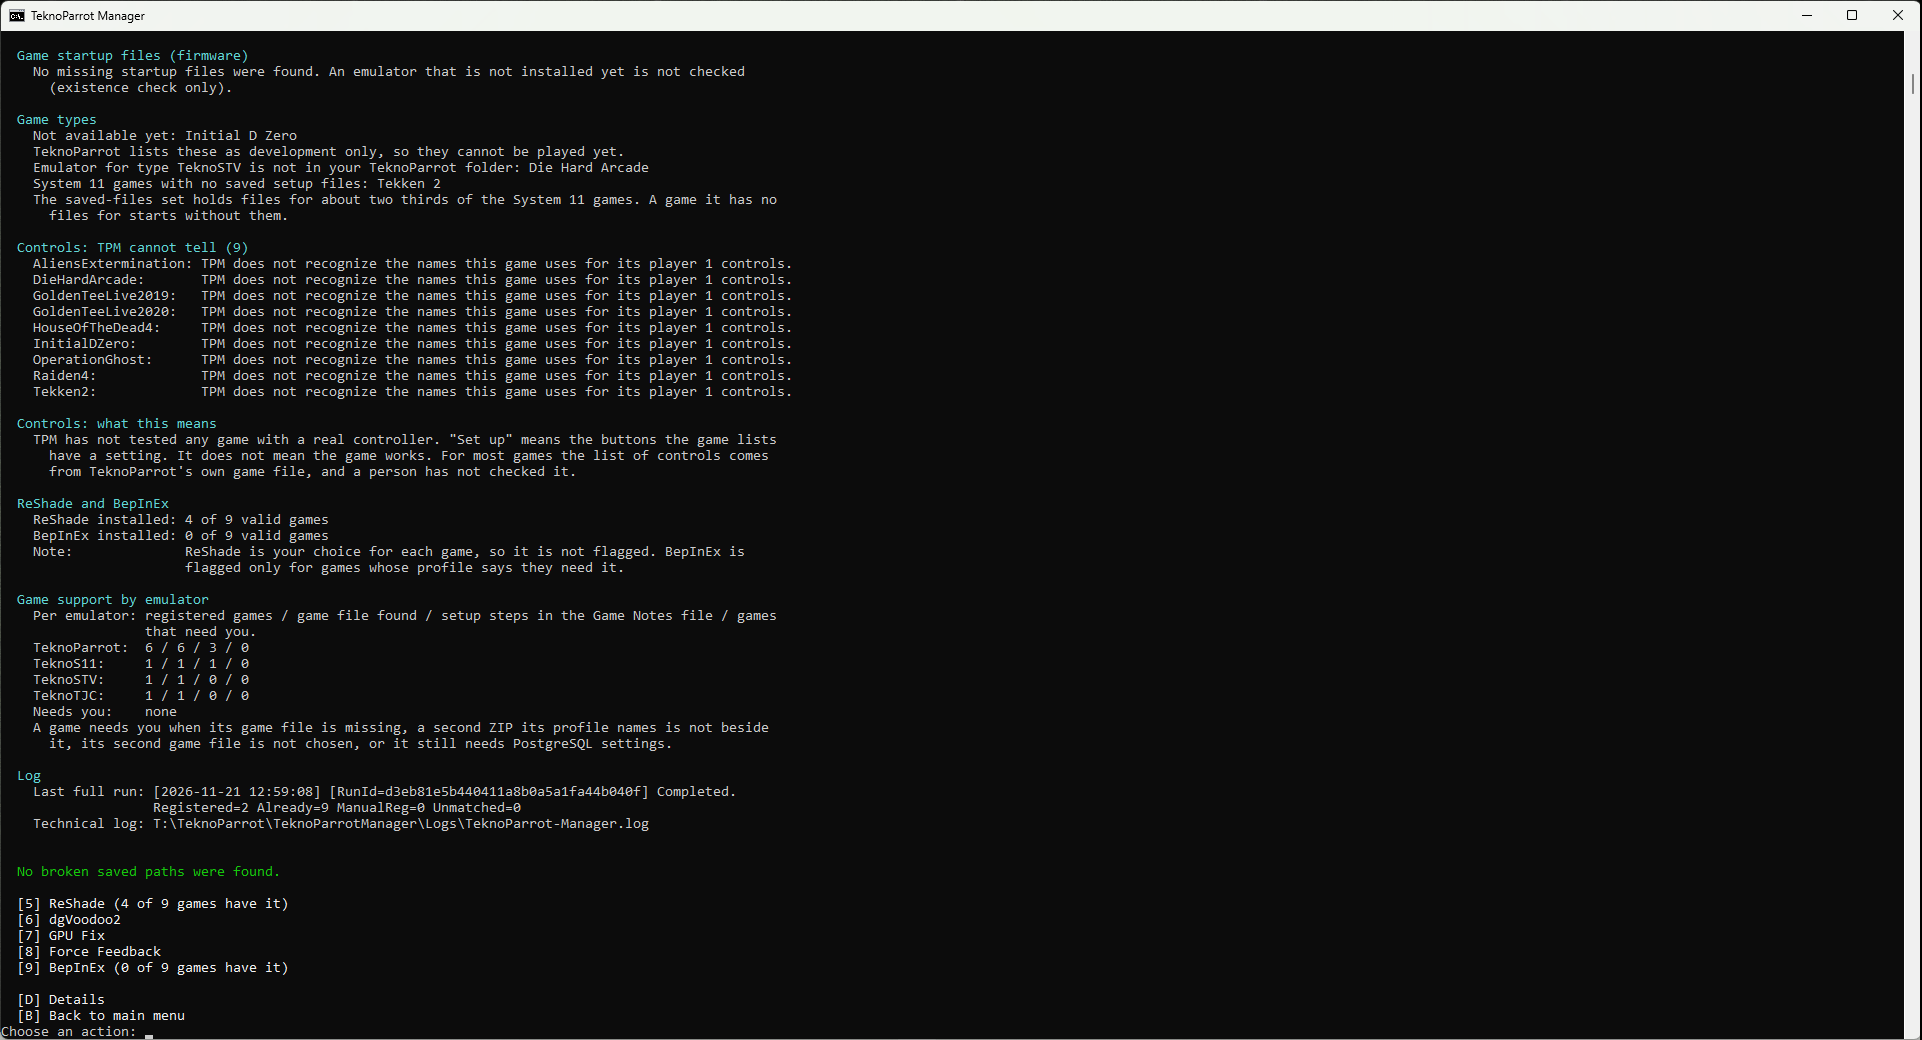 TeknoParrot Manager
Game startup files (firmware)
No missing startup files were found. An emulator that is not installed yet is not checked
(existence check only).
Game types
Not available yet: Initial D Zero
TeknoParrot lists these as development only, so they cannot be played yet.
Emulator for type TeknoSTV is not in your TeknoParrot folder: Die Hard Arcade
System 11 games with no saved setup files: Tekken 2
The saved-files set holds files for about two thirds of the System 11 games. A game it has no
files for starts without them.
Controls: TPM cannot tell (9)
AliensExtermination: TPM does not recognize the names this game uses for its player 1 controls.
DieHardArcade: TPM does not recognize the names this game uses for its player 1 controls.
GoldenTeeLive2019: TPM does not recognize the names this game uses for its player 1 controls.
GoldenTeeLive2020: TPM does not recognize the names this game uses for its player 1 controls.
HouseOfTheDead4: TPM does not recognize the names this game uses for its player 1 controls.
InitialDZero: TPM does not recognize the names this game uses for its player 1 controls.
OperationGhost: TPM does not recognize the names this game uses for its player 1 controls.
Raiden4: TPM does not recognize the names this game uses for its player 1 controls.
Tekken2: TPM does not recognize the names this game uses for its player 1 controls.
Controls: what this means
TPM has not tested any game with a real controller. "Set up" means the buttons the game lists
have a setting. It does not mean the game works. For most games the list of controls comes
from TeknoParrot's own game file, and a person has not checked it.
ReShade and BepInEx
ReShade installed: 4 of 9 valid games
BepInEx installed: 0 of 9 valid games
Note: ReShade is your choice for each game, so it is not flagged. BepInEx is
flagged only for games whose profile says they need it.
Game support by emulator
Per emulator: registered games / game file found / setup steps in the Game Notes file / games
that need you.
TeknoParrot: 6 / 6 / 3 / 0
TeknoS11: 1 / 1 / 1 / 0
TeknoSTV: 1 / 1 / 0 / 0
TeknoTJC: 1 / 1 / 0 / 0
Needs you: none
A game needs you when its game file is missing, a second ZIP its profile names is not beside
it, its second game file is not chosen, or it still needs PostgreSQL settings.
Log
Last full run: [2026-11-21 12:59:08] [RunId=d3eb81e5b440411a8b0a5a1fa44b040f] Completed.
Registered=2 Already=9 ManualReg=0 Unmatched=0
Technical log: T:\TeknoParrot\TeknoParrotManager\Logs\TeknoParrot-Manager.log
No broken saved paths were found.
[5] ReShade (4 of 9 games have it)
[6] dgVoodoo2
[7] GPU Fix
[8] Force Feedback
[9] BepInEx (0 of 9 games have it)
[D] Details
[B] Back to main menu
Choose an action: